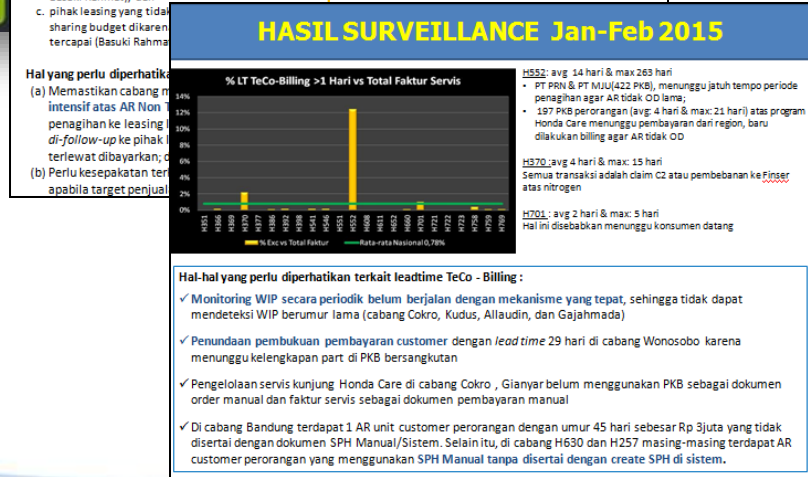 c. pihak leasing yang tidak
sharing budget dikaren
tercapai (Basuki Rahma
Hal yang perlu diperhatika
(a) Memastikan cabang m
intensif atas AR Non T
penagihan ke leasing l
di-follow-up ke pihak l
terlewat dibayarkan; d
(b) Perlu kesepakatan ter
apabila target penjual
HASIL SURVEILLANCE Jan-Feb 2015
% LT TeCo-Billing >1 Hari vs Total Faktur Servis
14%
12%
10%
8%
6%
4%
2%
0%
H351 H366 H369 H370 H377 H386 H392 H398 H541 H546 H551 H552 H608 H611 H652 H660 H701 H721 H722 H723 H758 H759 H769
% Exc vs Total Faktur Rata-rata Nasional 0,78%
H552: avg 14 hari & max 263 hari
• PT PRN & PT MJU(422 PKB), menunggu jatuh tempo periode
penagihan agar AR tidak OD lama;
• 197 PKB perorangan (avg: 4 hari & max: 21 hari) atas program
Honda Care menunggu pembayaran dari region, baru
dilakukan billing agar AR tidak OD
H370 :avg 4 hari & max: 15 hari
Semua transaksi adalah claim C2 atau pembebanan ke Finser
atas nitrogen
H701 : avg 2 hari & max: 5 hari
Hal ini disebabkan menunggu konsumen datang
Hal-hal yang perlu diperhatikan terkait leadtime TeCo - Billing :
✓ Monitoring WIP secara periodik belum berjalan dengan mekanisme yang tepat, sehingga tidak dapat
mendeteksi WIP berumur lama (cabang Cokro, Kudus, Allaudin, dan Gajahmada)
✓ Penundaan pembukuan pembayaran customer dengan lead time 29 hari di cabang Wonosobo karena
menunggu kelengkapan part di PKB bersangkutan
✓ Pengelolaan servis kunjung Honda Care di cabang Cokro , Gianyar belum menggunakan PKB sebagai dokumen
order manual dan faktur servis sebagai dokumen pembayaran manual
✓ Di cabang Bandung terdapat 1 AR unit customer perorangan dengan umur 45 hari sebesar Rp 3juta yang tidak
disertai dengan dokumen SPH Manual/Sistem. Selain itu, di cabang H630 dan H257 masing-masing terdapat AR
customer perorangan yang menggunakan SPH Manual tanpa disertai dengan create SPH di sistem.